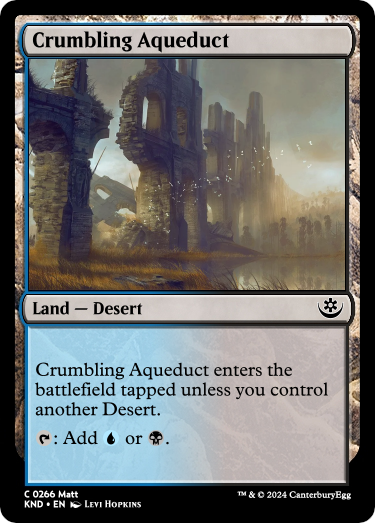 Crumbling Aqueduct
Land — Desert
Crumbling Aqueduct enters the
battlefield tapped unless you control
another Desert.
: Add or .
C 0266 Matt
KND • EN Levi Hopkins
™ & © 2024 CanterburyEgg